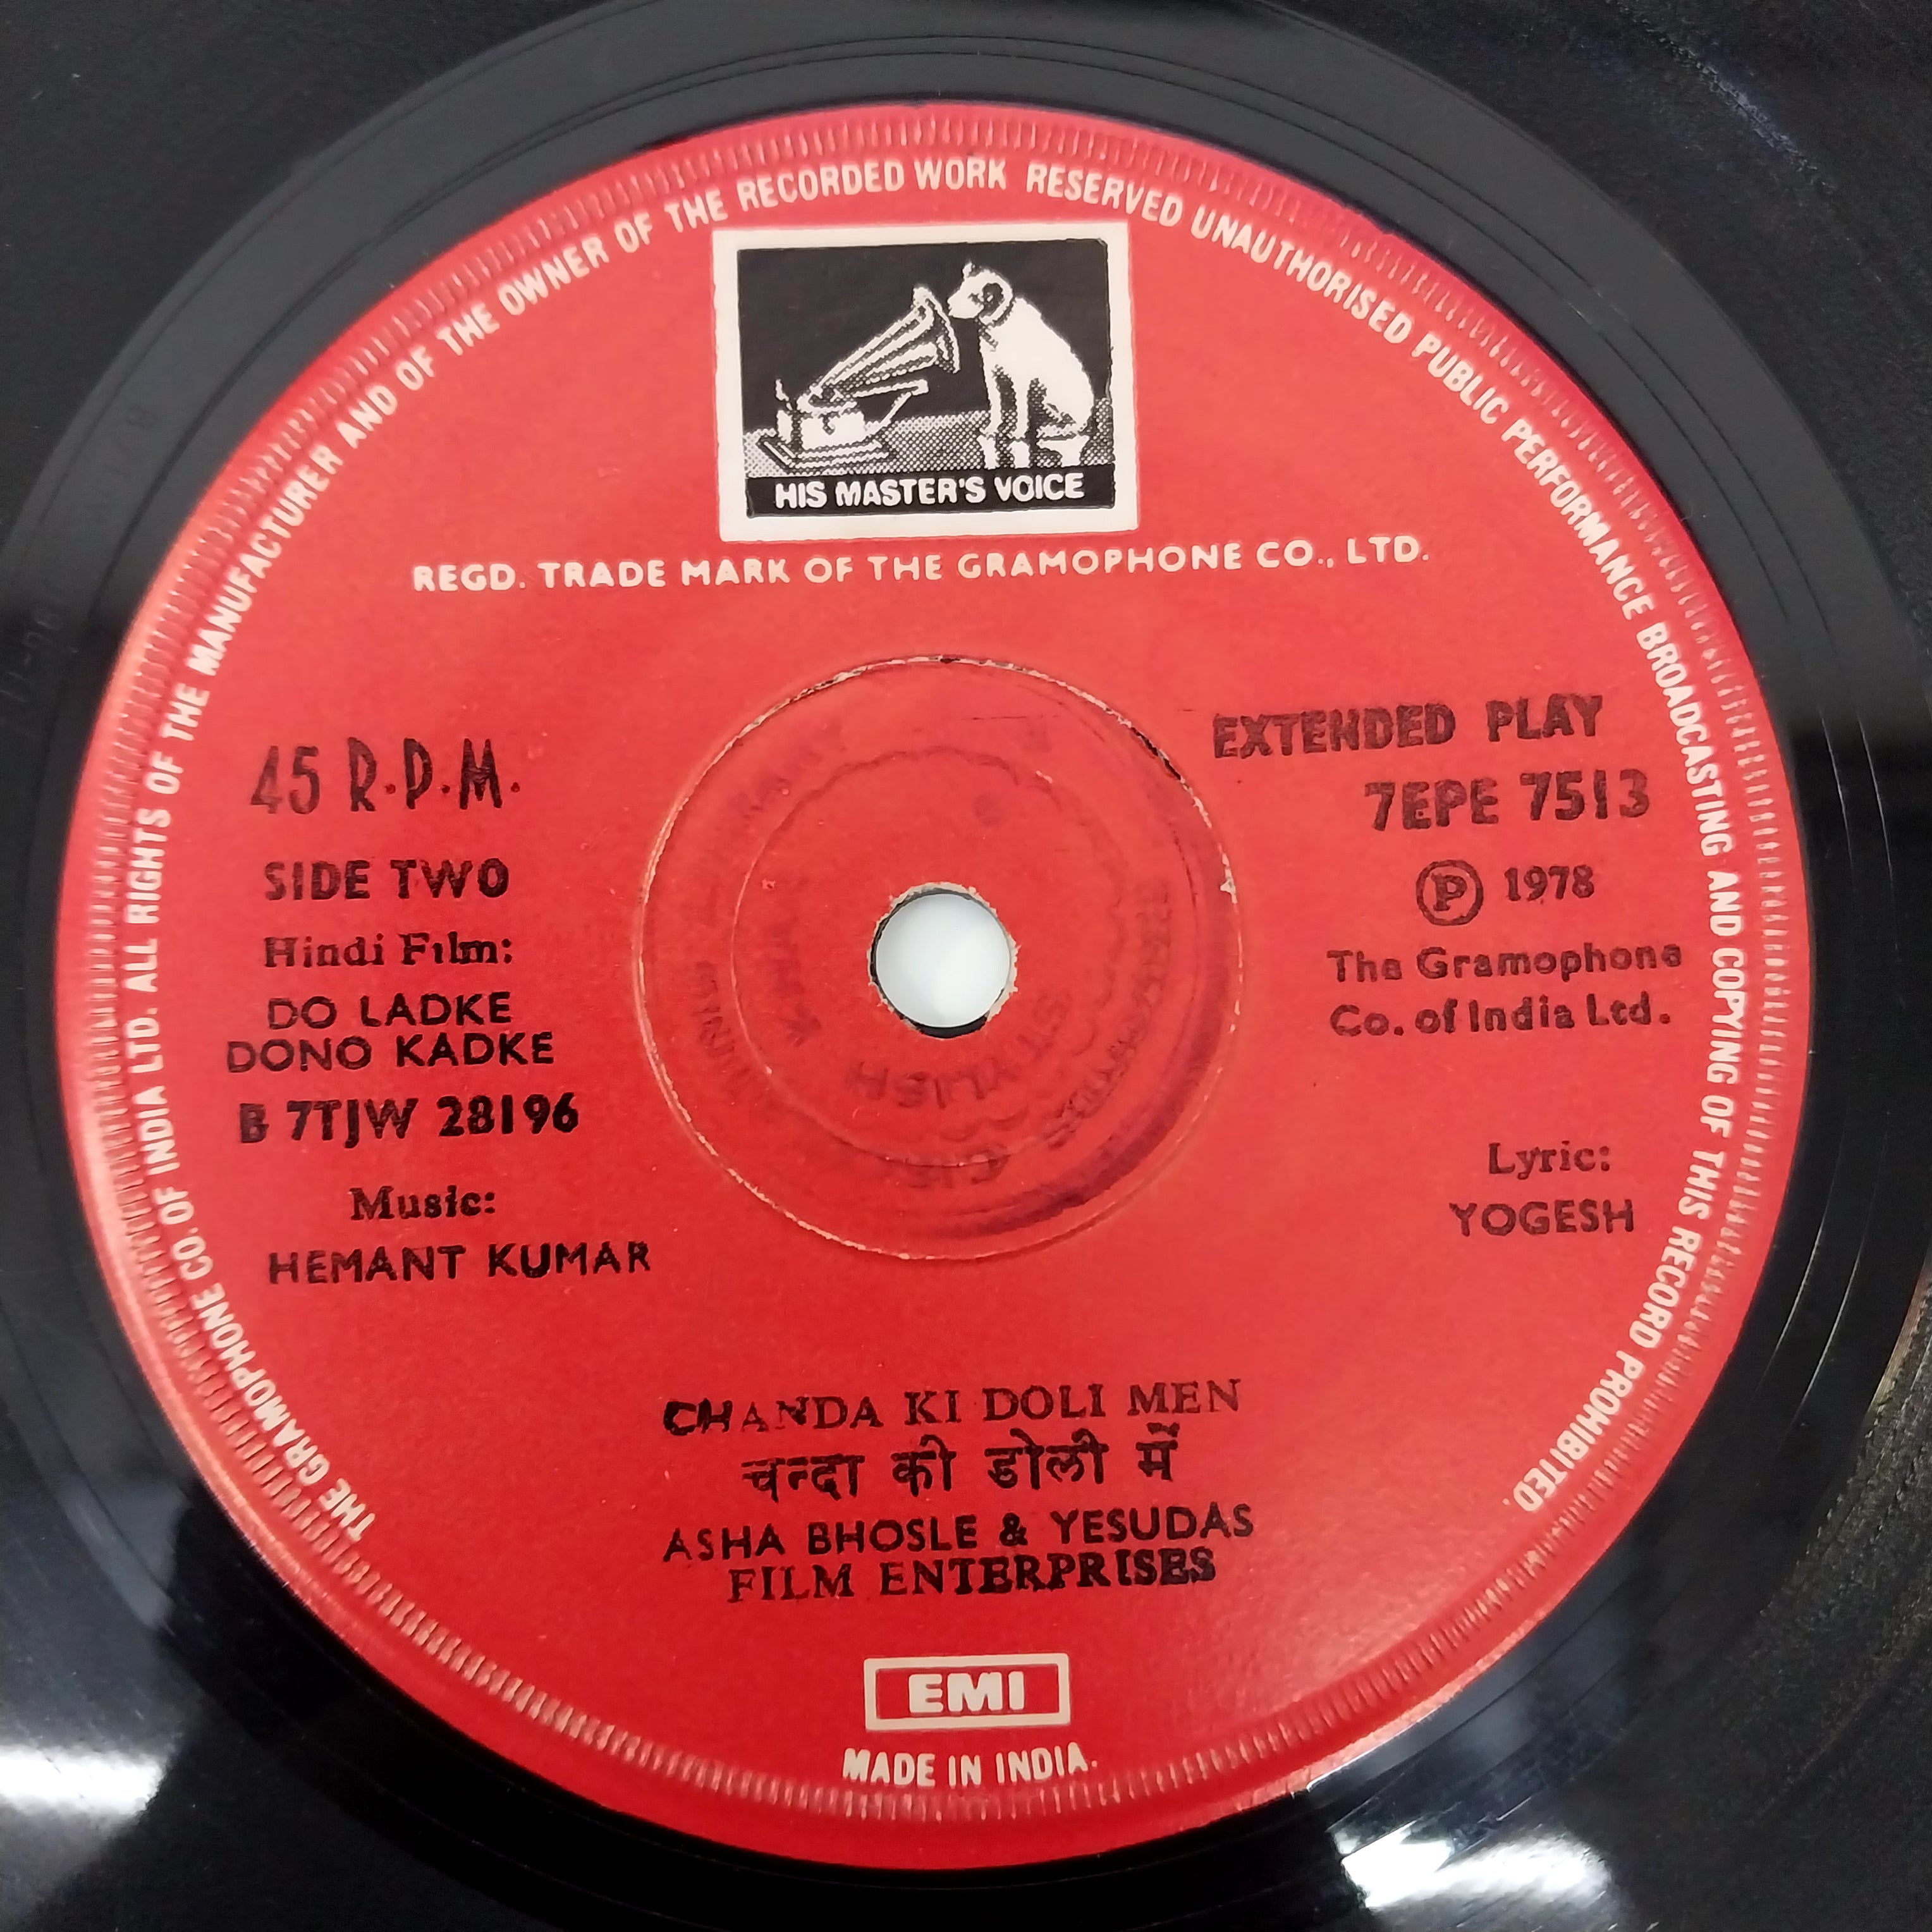 THE GRAMOPHONE CO. OF INDIA LTD. ALL RIGHTS OF THE MANUFACTURER AND OF THE OWNER OF THE RECORDED WORK RESERVED UNAUTHORISED PUBLIC PERFORMANCE BROADCASTING AND COPYING OF THIS RECORD PROHIBITED.
HIS MASTER'S VOICE
REGD. TRADE MARK OF THE GRAMOPHONE CO., LTD.
45 R.P.M.
SIDE TWO
Hindi Film:
DO LADKE
DONO KADKE
B 7TJW 28196
Music:
HEMANT KUMAR
EXTENDED PLAY
7EPE 7513
Ⓟ 1978
The Gramophone
Co. of India Ltd.
Lyric:
YOGESH
CHANDA KI DOLI MEN
चन्दा की डोली में
ASHA BHOSLE & YESUDAS
FILM ENTERPRISES
EMI
MADE IN INDIA.